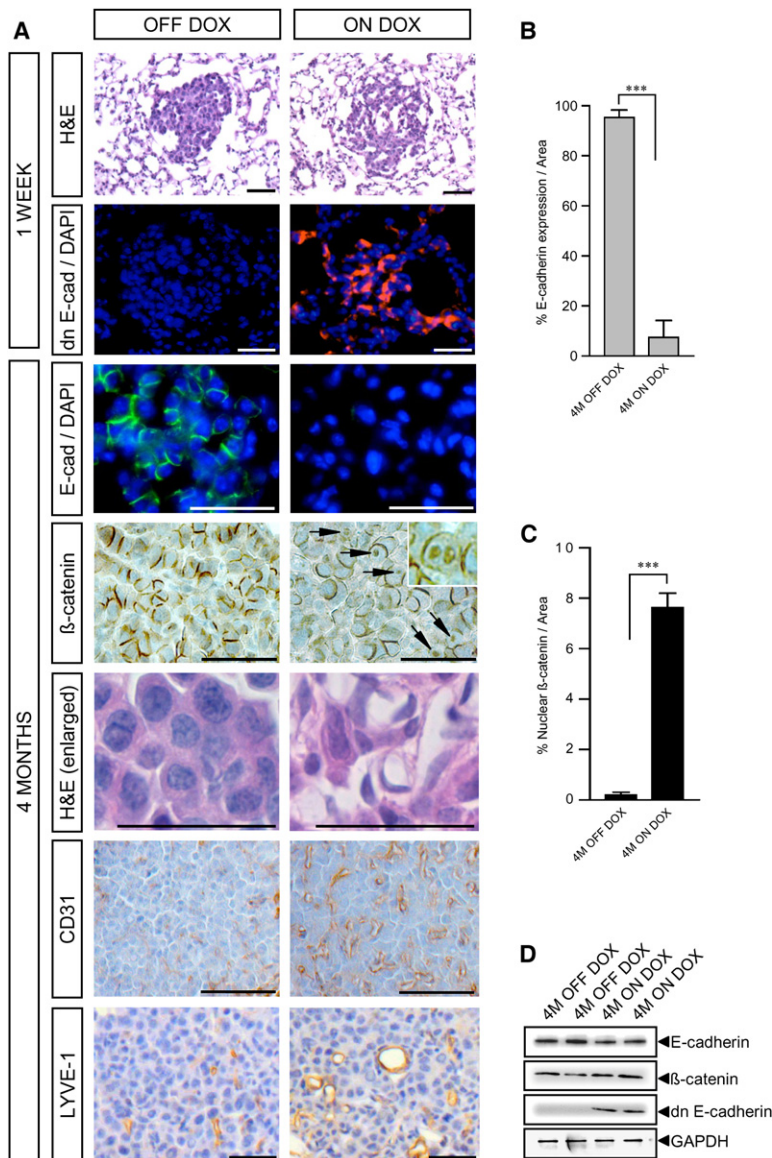 A
OFF DOX
ON DOX
1 WEEK
H&E
dn E-cad / DAPI
4 MONTHS
E-cad / DAPI
ß-catenin
H&E (enlarged)
CD31
LYVE-1
B
% E-cadherin expression / Area
100
80
60
40
20
0
***
4M OFF DOX
4M ON DOX
C
% Nuclear ß-catenin / Area
10
8
6
4
2
0
***
4M OFF DOX
4M ON DOX
D
4M OFF DOX
4M OFF DOX
4M ON DOX
4M ON DOX
E-cadherin
ß-catenin
dn E-cadherin
GAPDH